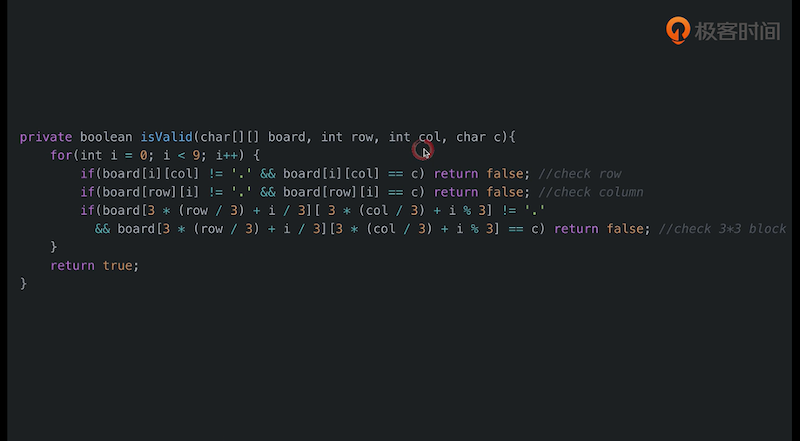 极客时间
private boolean isValid(char[][] board, int row, int col, char c){
    for(int i = 0; i < 9; i++) {
        if(board[i][col] != '.' && board[i][col] == c) return false; //check row
        if(board[row][i] != '.' && board[row][i] == c) return false; //check column
        if(board[3 * (row / 3) + i / 3][ 3 * (col / 3) + i % 3] != '.'
          && board[3 * (row / 3) + i / 3][3 * (col / 3) + i % 3] == c) return false; //check 3*3 block
    }
    return true;
}